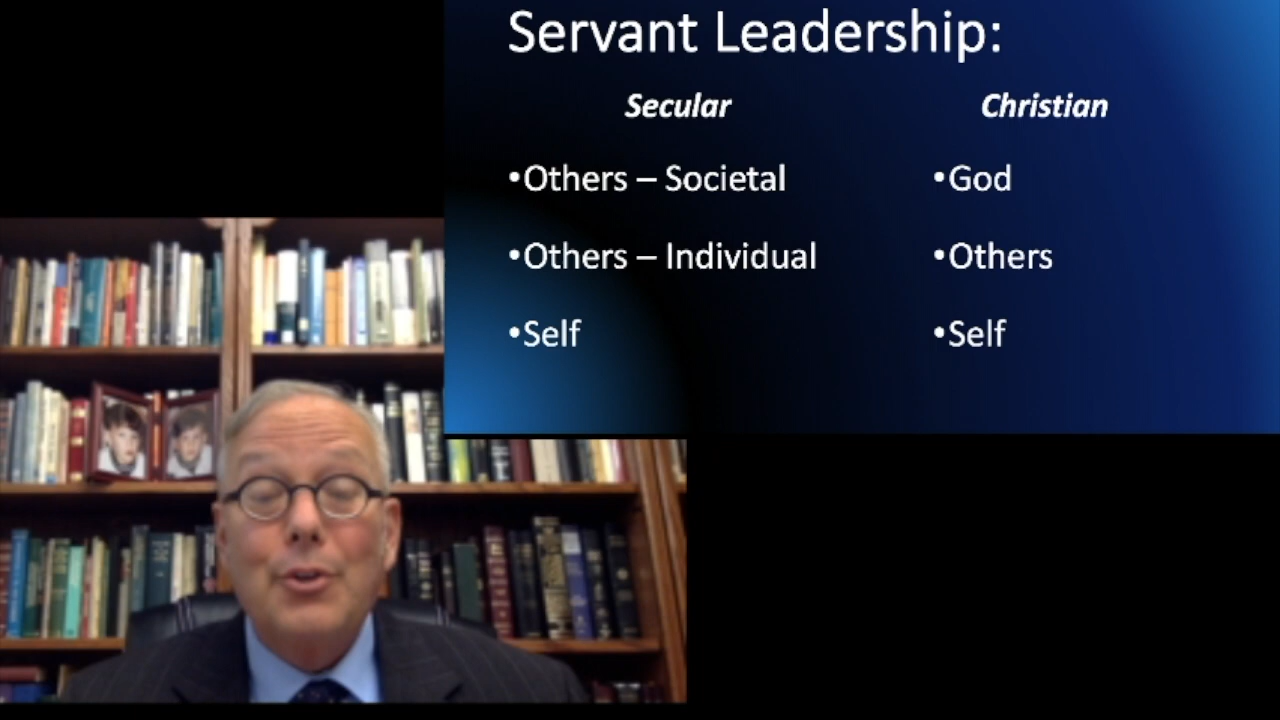 Servant Leadership:
Secular
Christian
•Others – Societal
•God
•Others – Individual
•Others
•Self
•Self